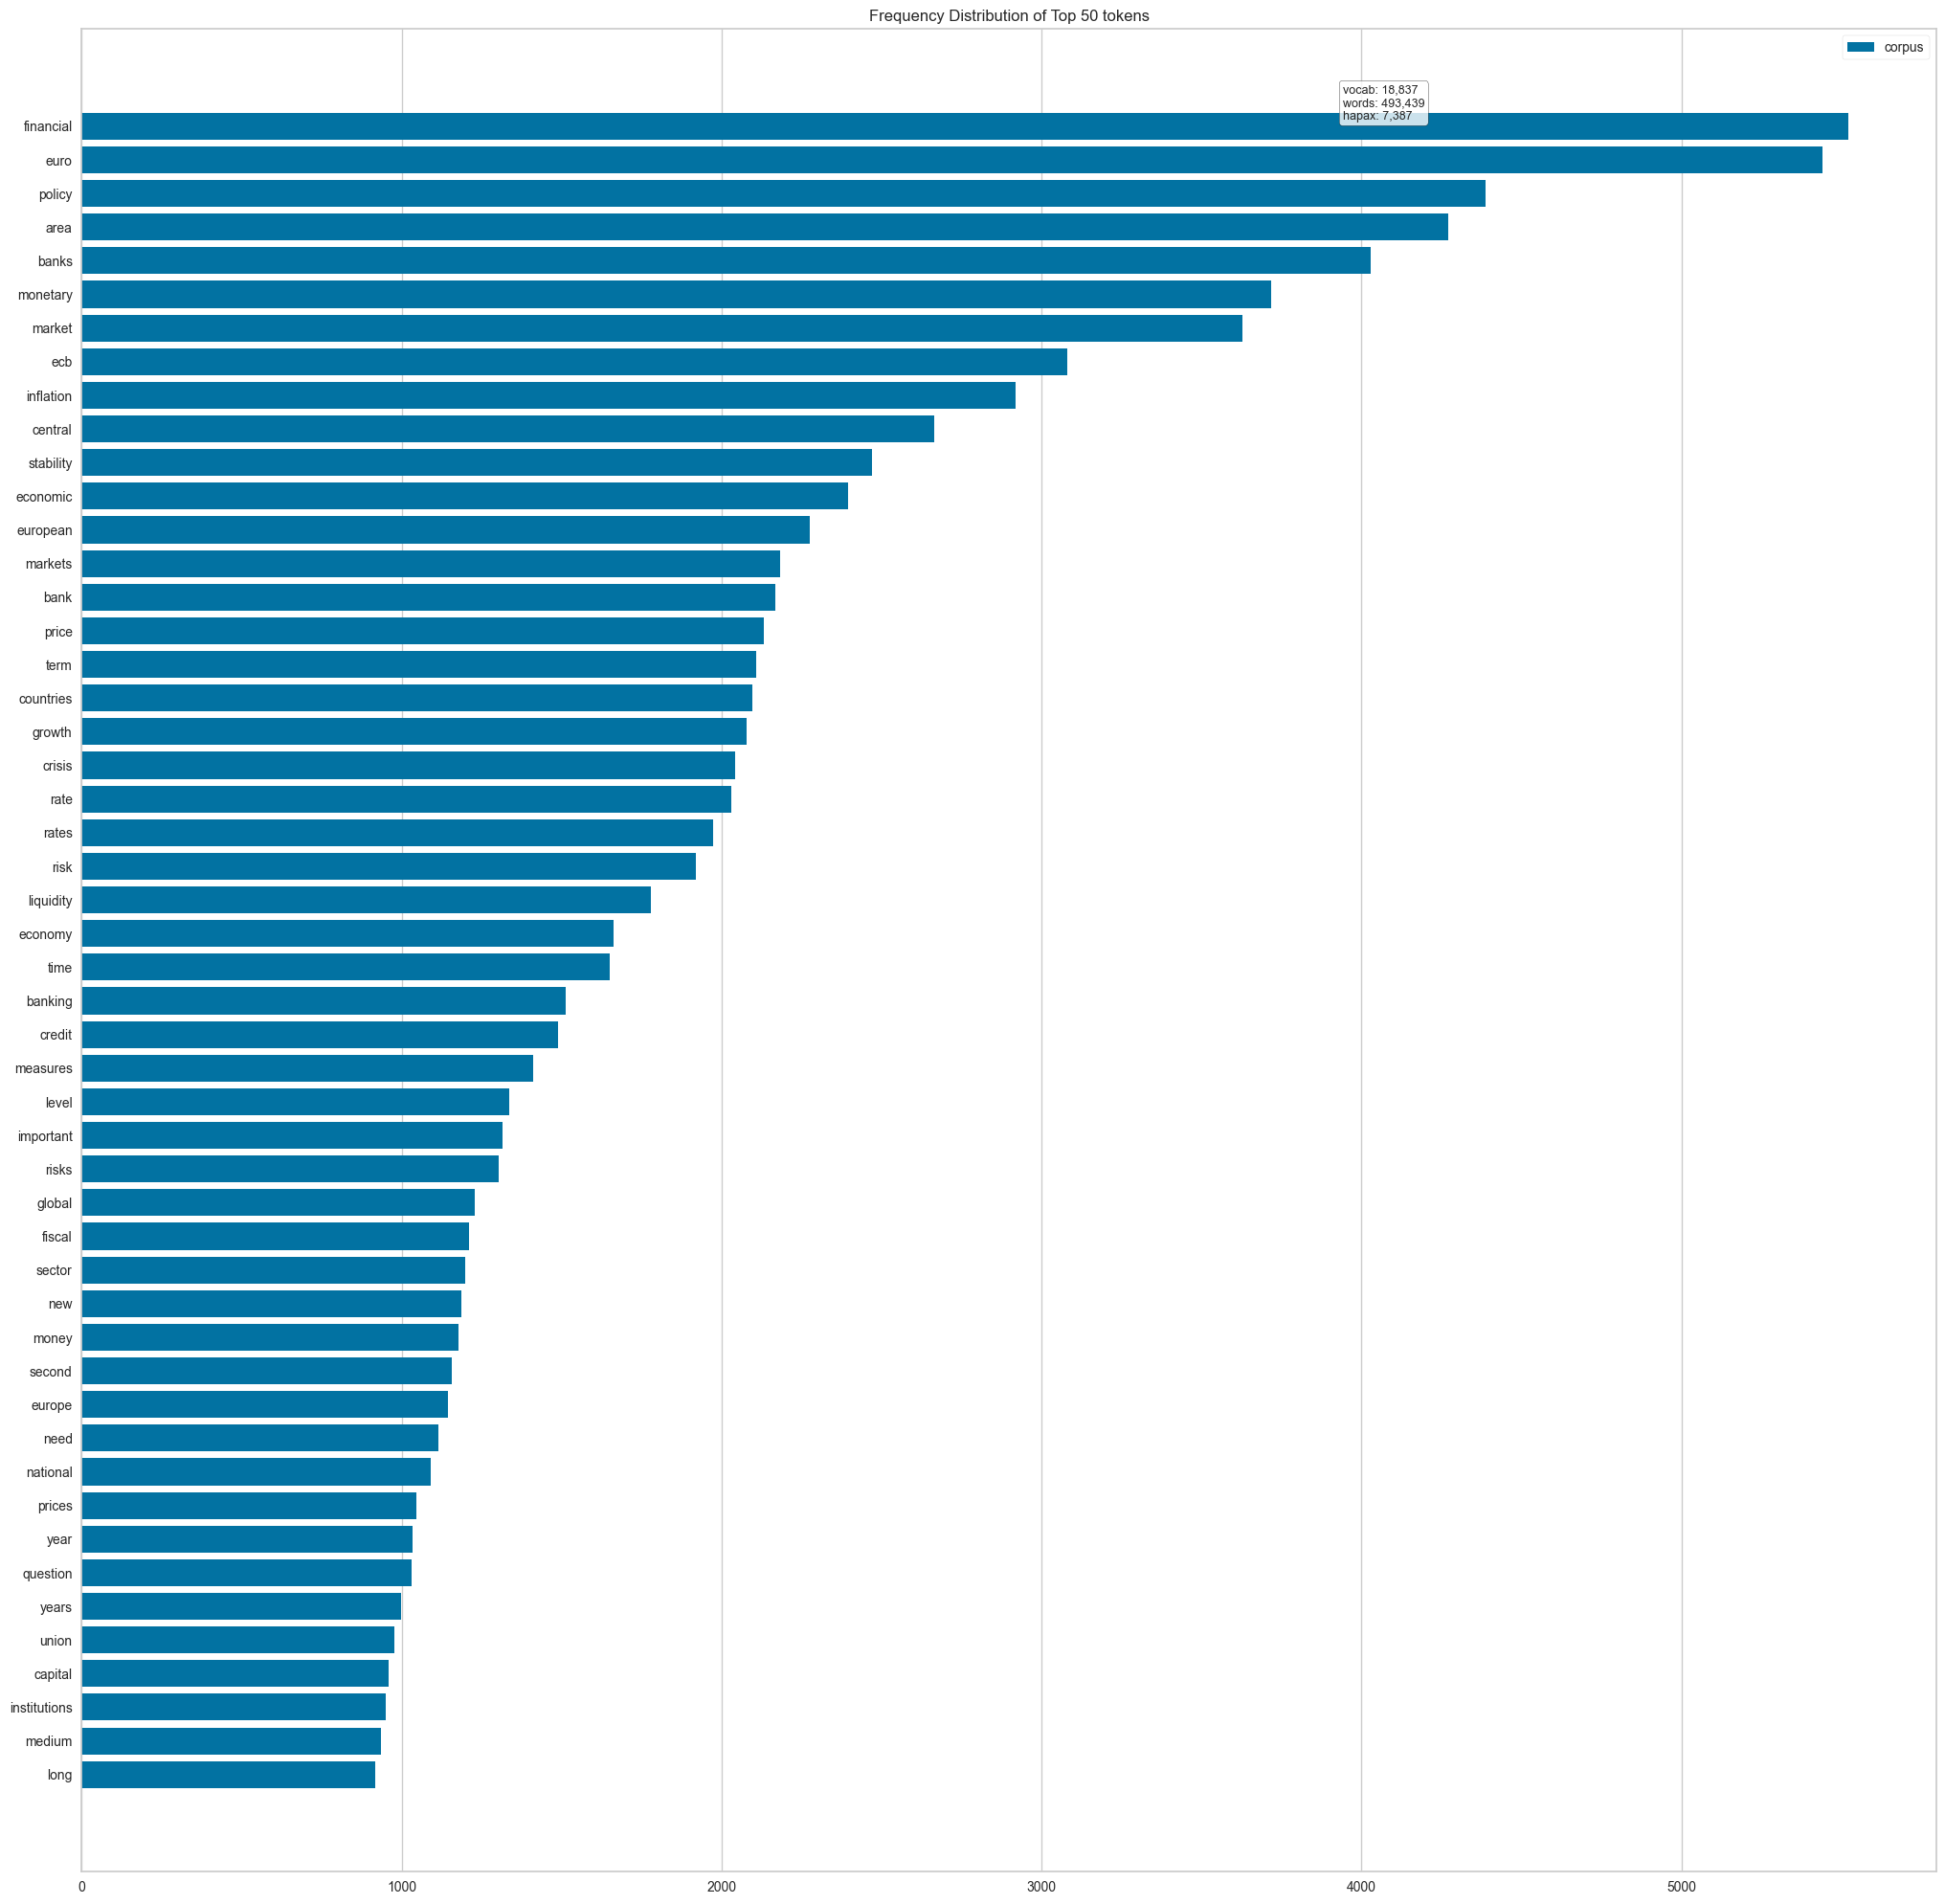 Frequency Distribution of Top 50 tokens
corpus
vocab: 18,837
words: 493,439
hapax: 7,387
financial
euro
policy
area
banks
monetary
market
ecb
inflation
central
stability
economic
european
markets
bank
price
term
countries
growth
crisis
rate
rates
risk
liquidity
economy
time
banking
credit
measures
level
important
risks
global
fiscal
sector
new
money
second
europe
need
national
prices
year
question
years
union
capital
institutions
medium
long
0 1000 2000 3000 4000 5000